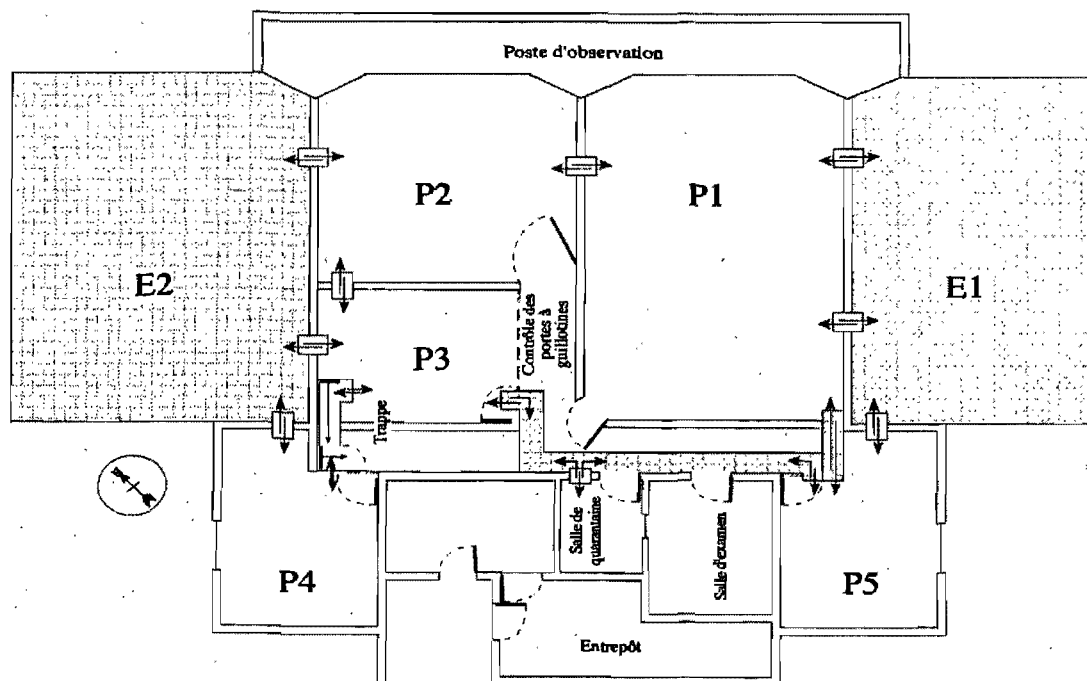 Poste d'observation
P2
P1
E2
E1
Contrôle des
portes à
guillotines
P3
Trappe
Salle de
quarantaine
Salle d'examen
P4
P5
Entrepôt